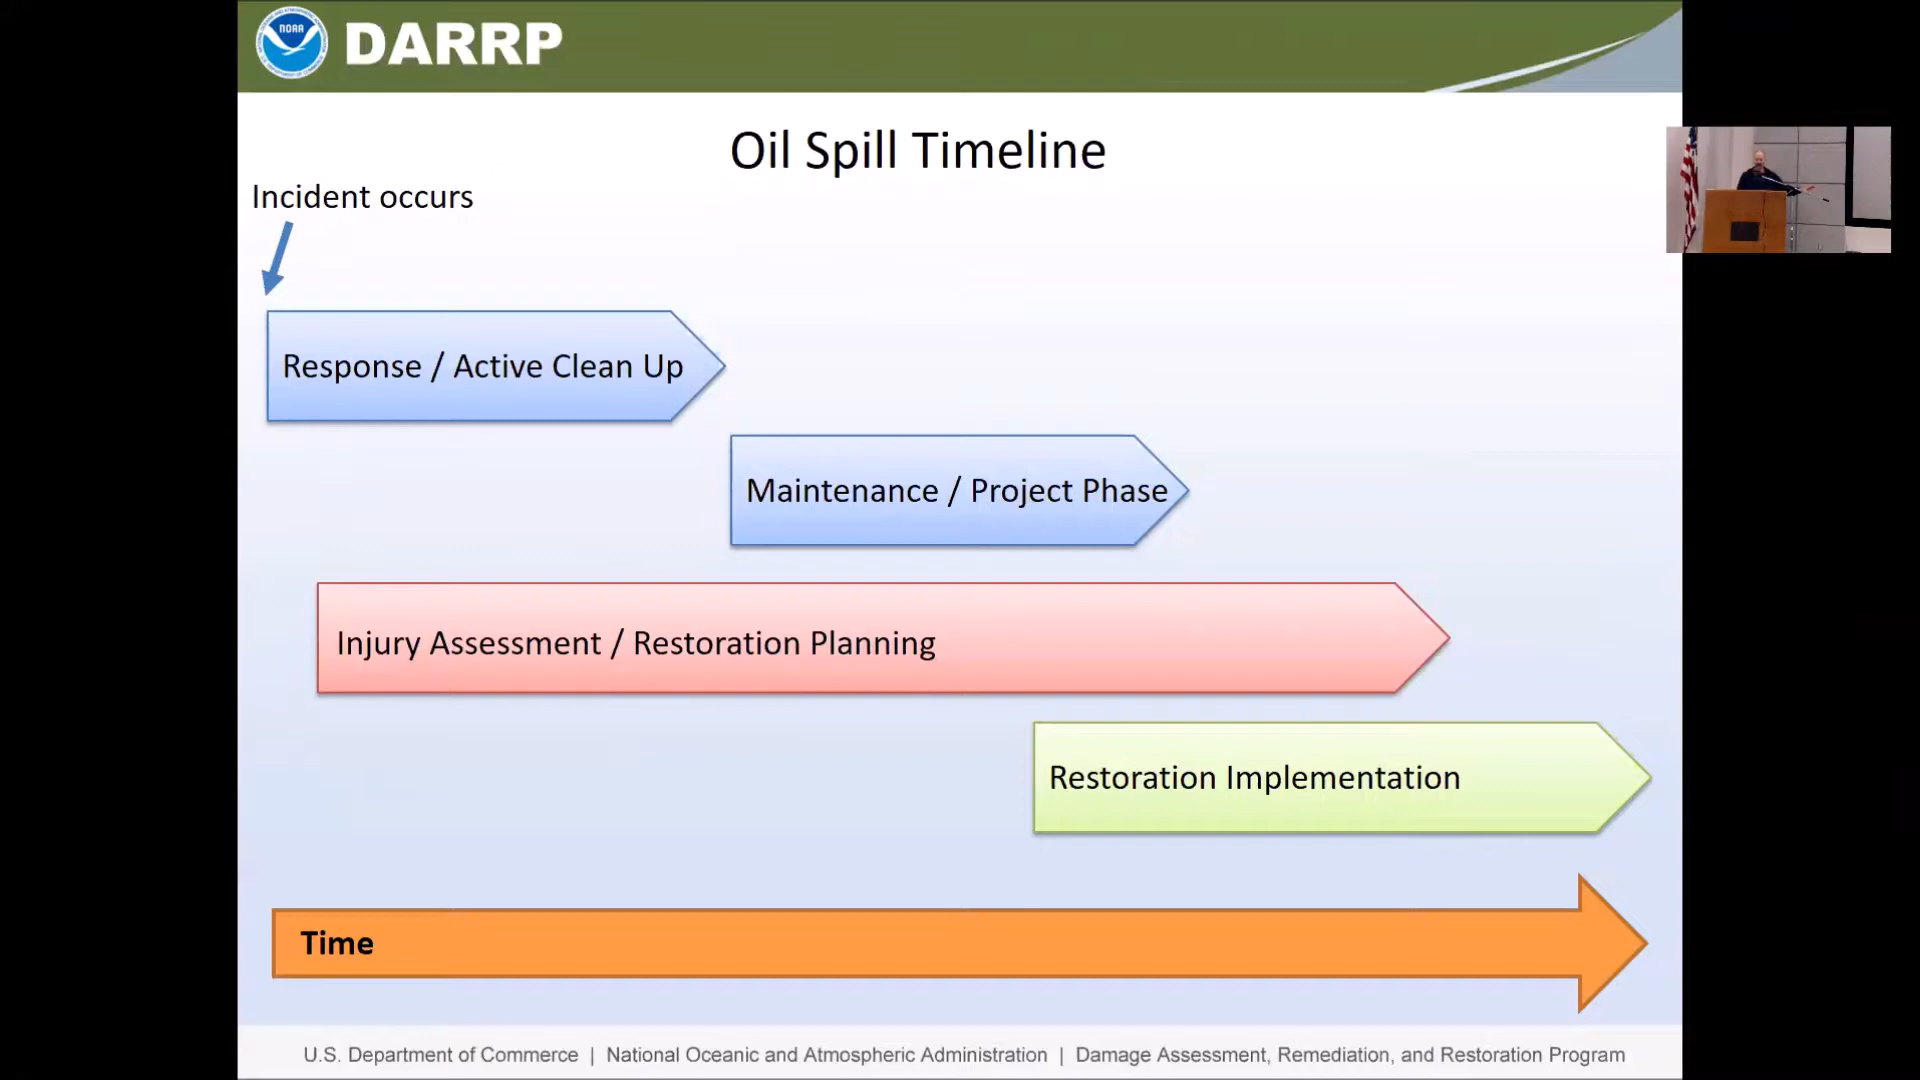 NOAA
DARRP
Oil Spill Timeline
Incident occurs
Response / Active Clean Up
Maintenance / Project Phase
Injury Assessment / Restoration Planning
Restoration Implementation
Time
U.S. Department of Commerce | National Oceanic and Atmospheric Administration | Damage Assessment, Remediation, and Restoration Program